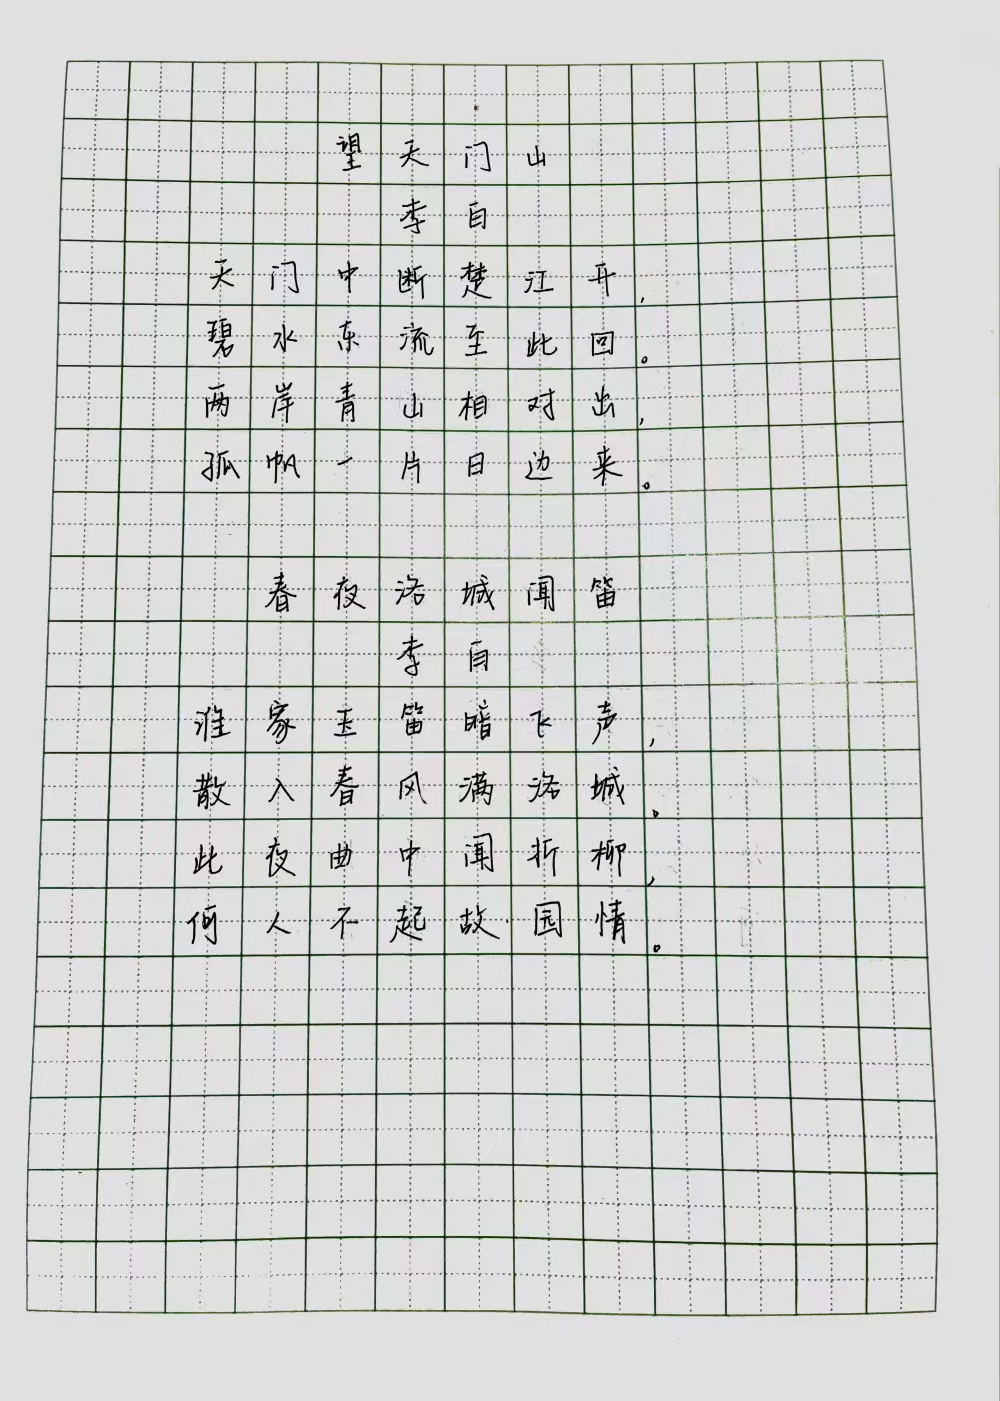 望天门山
李白
天门中断楚江开，
碧水东流至此回。
两岸青山相对出，
孤帆一片日边来。
春夜洛城闻笛
李白
谁家玉笛暗飞声，
散入春风满洛城。
此夜曲中闻折柳，
何人不起故园情。